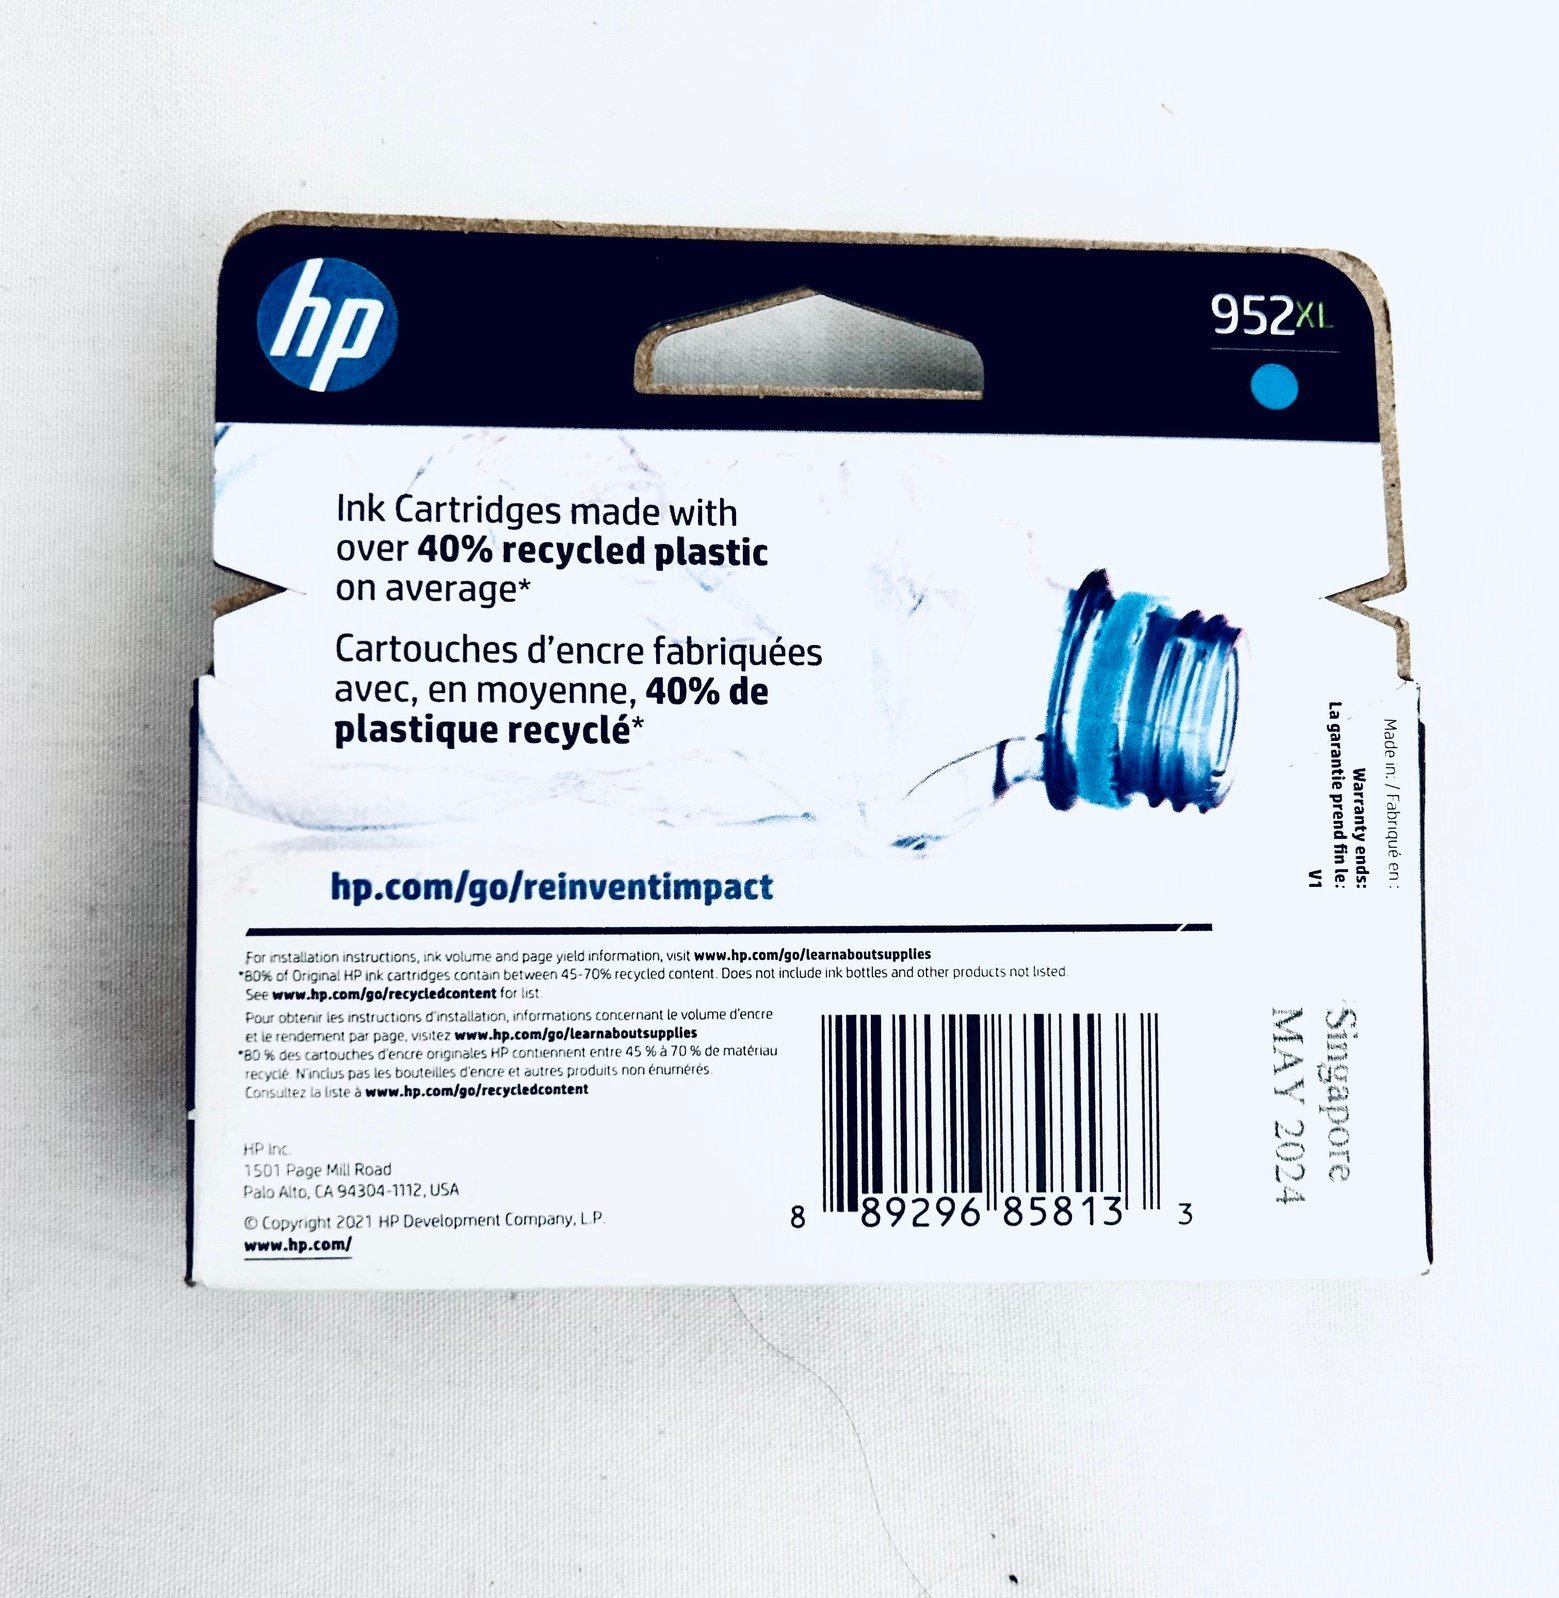 hp
952XL
Ink Cartridges made with
over 40% recycled plastic
on average*
Cartouches d'encre fabriquées
avec, en moyenne, 40% de
plastique recyclé*
hp.com/go/reinventimpact
For installation instructions, ink volume and page yield information, visit www.hp.com/go/learnaboutsupplies
*80% of Original HP ink cartridges contain between 45-70% recycled content. Does not include ink bottles and other products not listed.
See www.hp.com/go/recycledcontent for list.
Pour obtenir les instructions d'installation, informations concernant le volume d'encre
et le rendement par page, visitez www.hp.com/go/learnaboutsupplies
*80 % des cartouches d'encre originales HP contiennent entre 45 % à 70 % de matériau
recyclé. N'inclus pas les bouteilles d'encre et autres produits non énumérés.
Consultez la liste à www.hp.com/go/recycledcontent
HP Inc.
1501 Page Mill Road
Palo Alto, CA 94304-1112, USA
© Copyright 2021 HP Development Company, L.P.
www.hp.com/
8 89296 85813 3
Made in: / Fabriqué en :
Warranty ends:
La garantie prend fin le:
V1
Singapore
MAY 2024